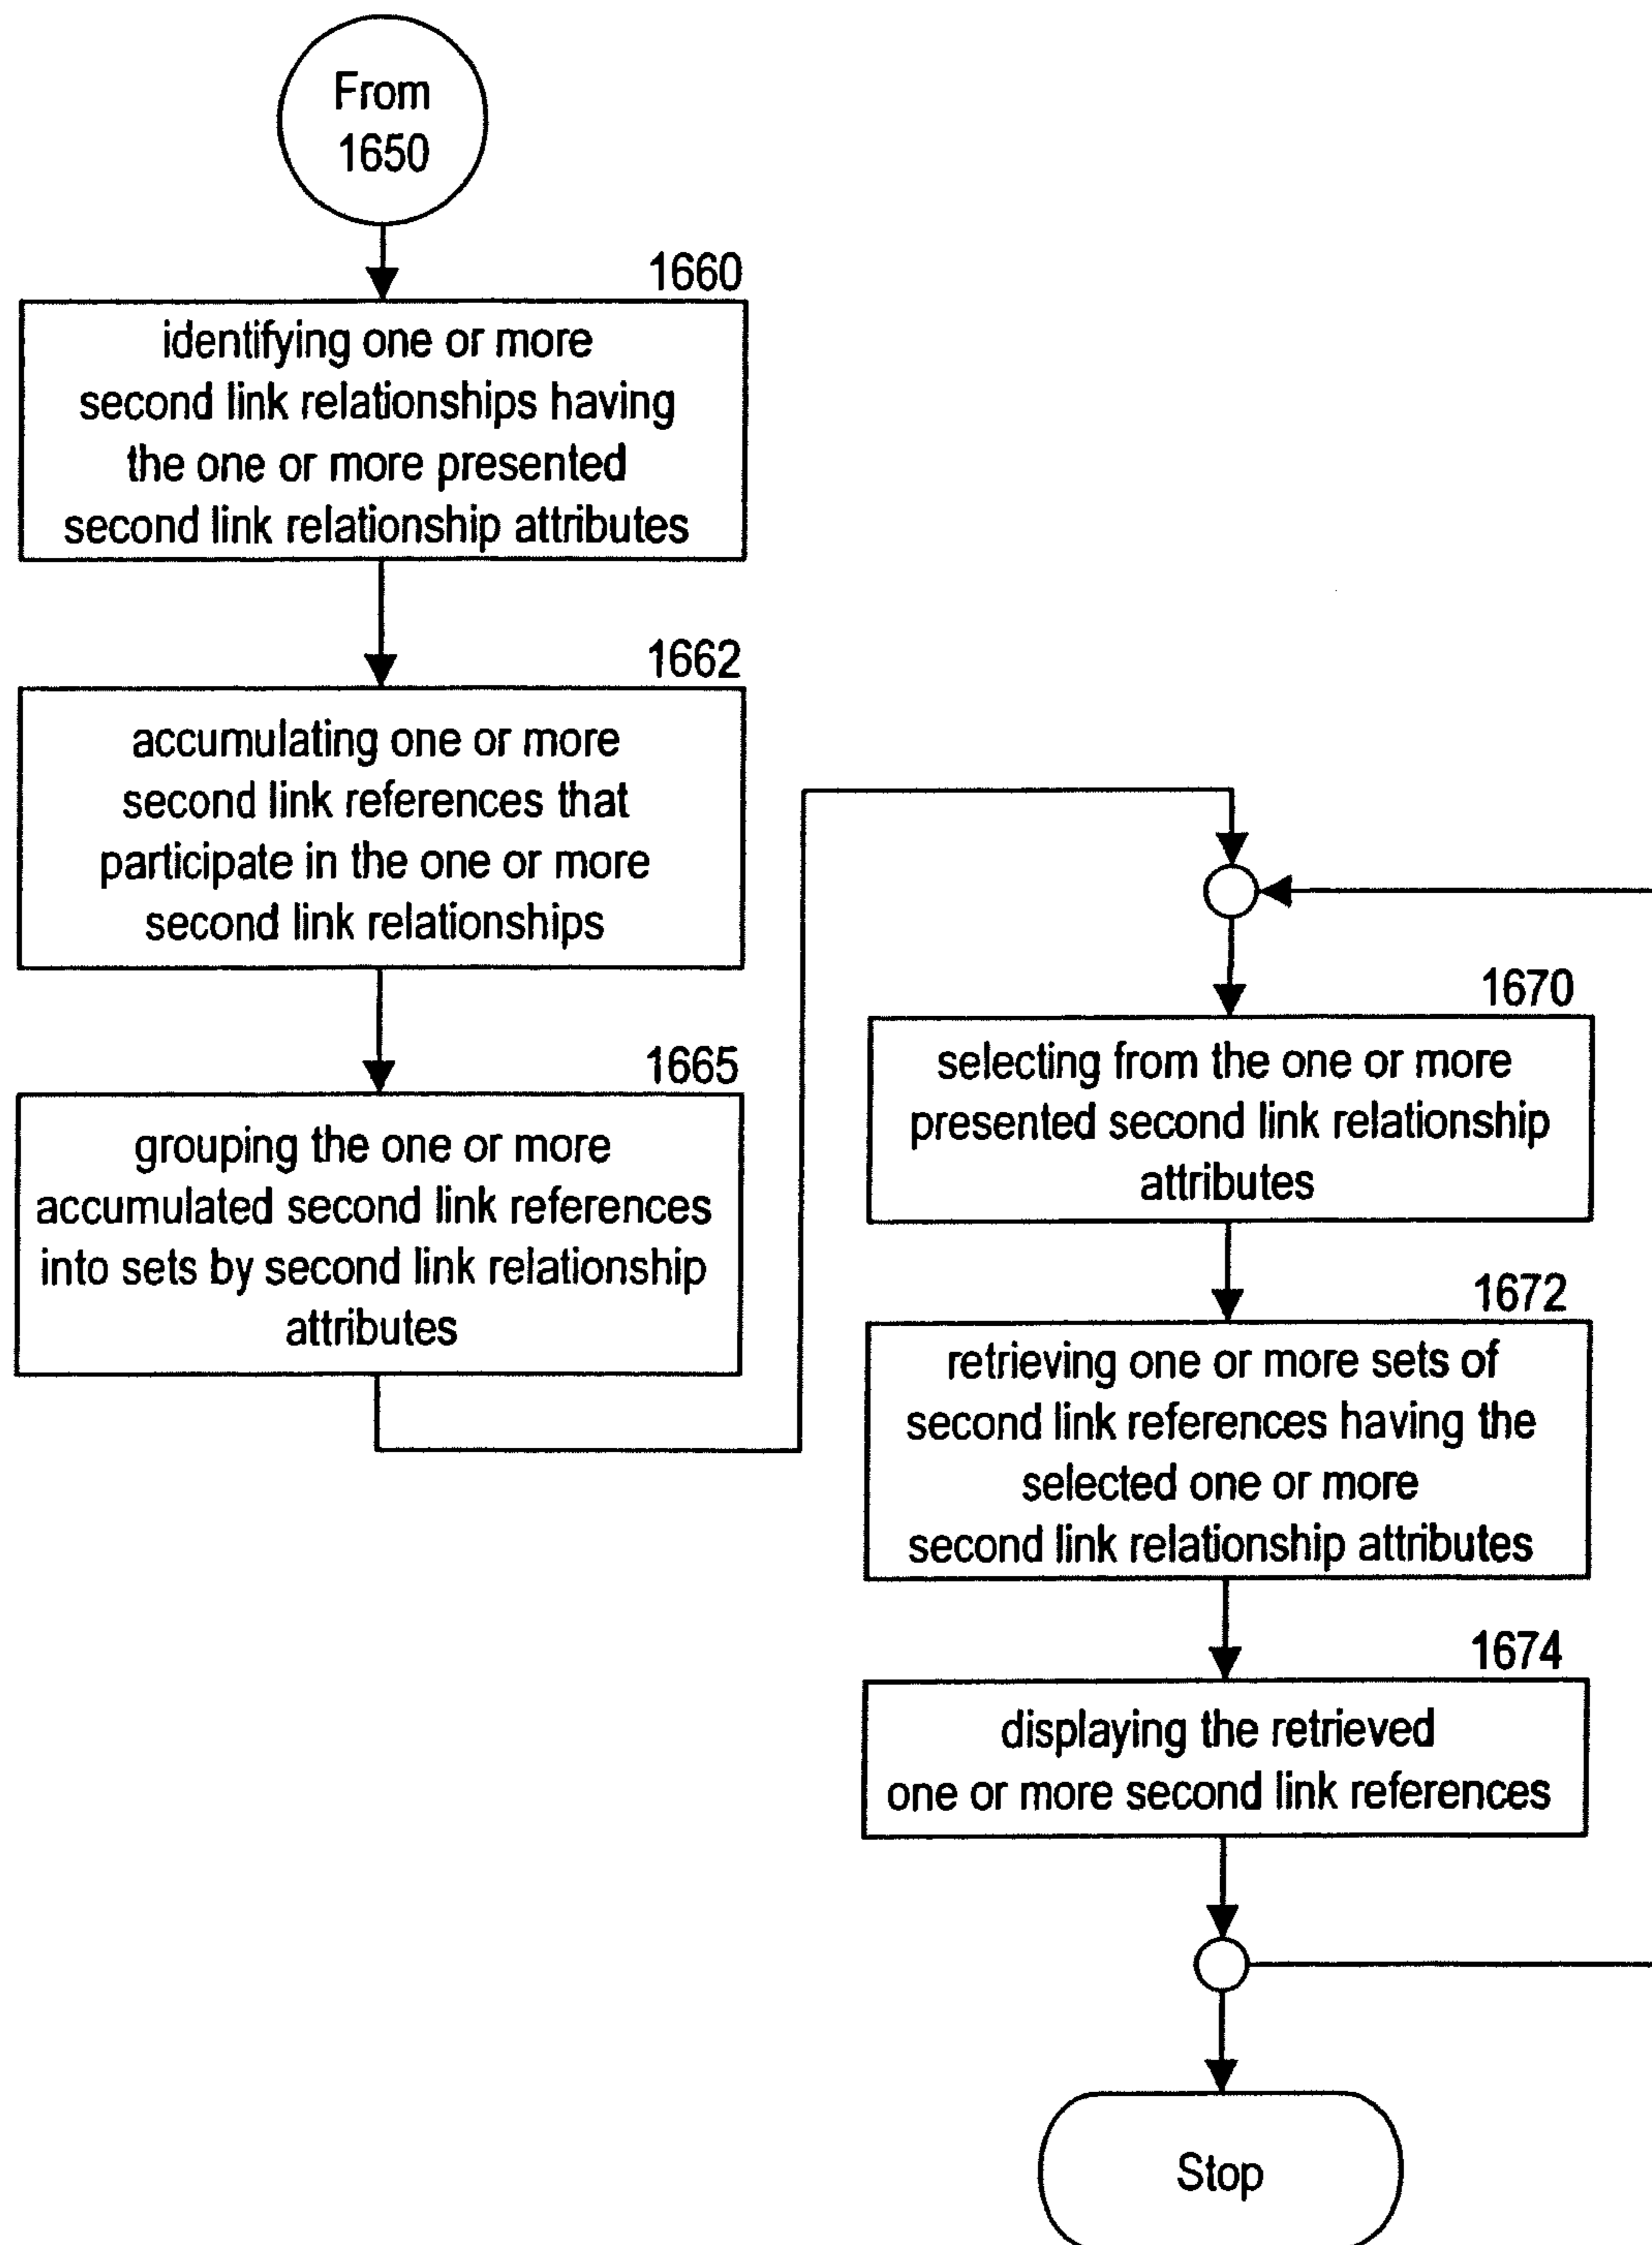 From
1650
1660
identifying one or more
second link relationships having
the one or more presented
second link relationship attributes
1662
accumulating one or more
second link references that
participate in the one or more
second link relationships
1665
grouping the one or more
accumulated second link references
into sets by second link relationship
attributes
1670
selecting from the one or more
presented second link relationship
attributes
1672
retrieving one or more sets of
second link references having the
selected one or more
second link relationship attributes
1674
displaying the retrieved
one or more second link references
Stop